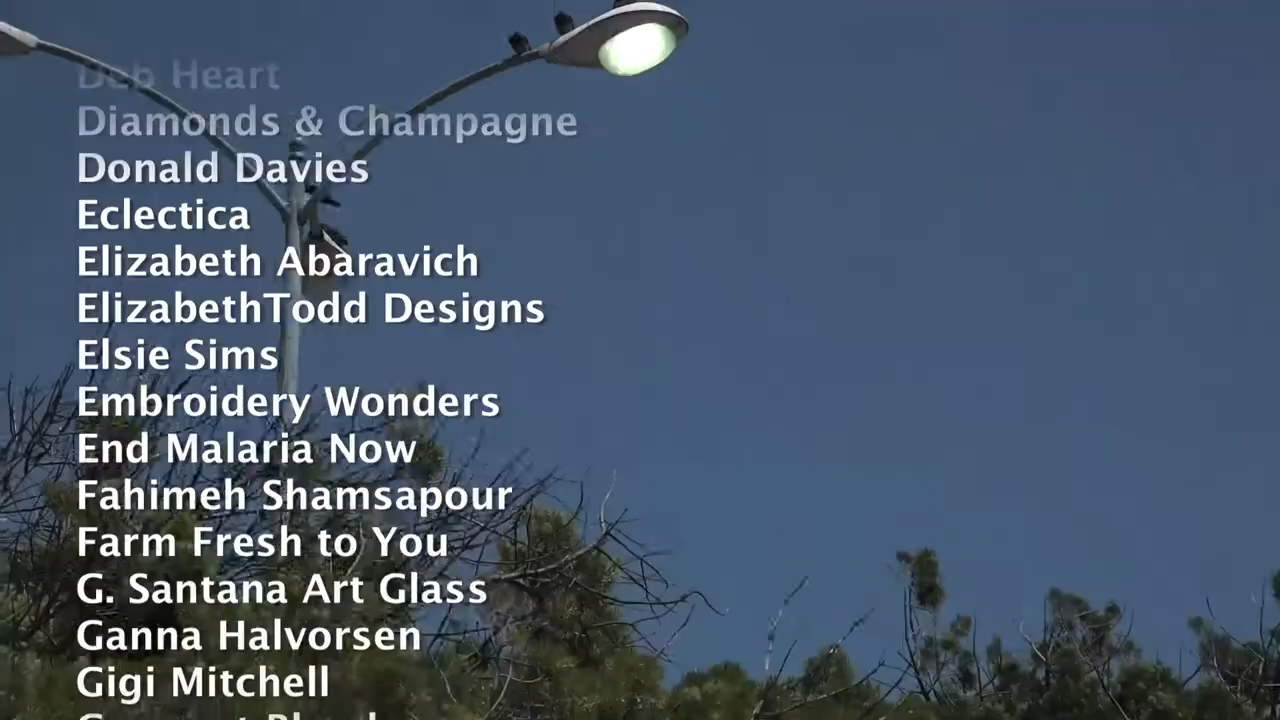 Deb Heart
Diamonds & Champagne
Donald Davies
Eclectica
Elizabeth Abaravich
ElizabethTodd Designs
Elsie Sims
Embroidery Wonders
End Malaria Now
Fahimeh Shamsapour
Farm Fresh to You
G. Santana Art Glass
Ganna Halvorsen
Gigi Mitchell